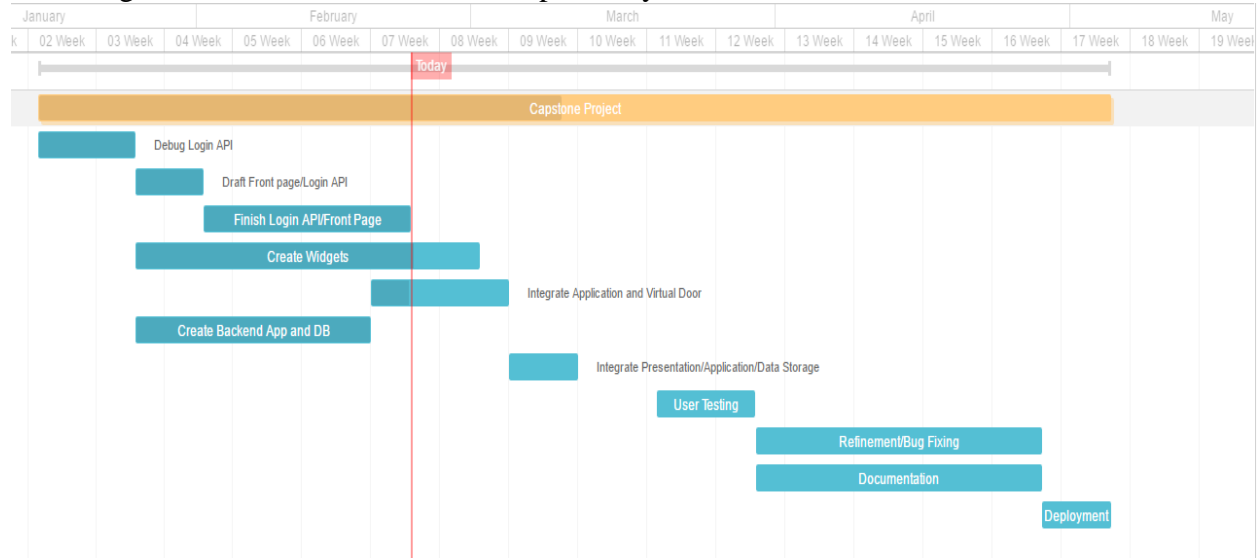 January February March April May
k 02 Week 03 Week 04 Week 05 Week 06 Week 07 Week 08 Week 09 Week 10 Week 11 Week 12 Week 13 Week 14 Week 15 Week 16 Week 17 Week 18 Week 19 Week
Today
Capstone Project
Debug Login API
Draft Front page/Login API
Finish Login API/Front Page
Create Widgets
Integrate Application and Virtual Door
Create Backend App and DB
Integrate Presentation/Application/Data Storage
User Testing
Refinement/Bug Fixing
Documentation
Deployment